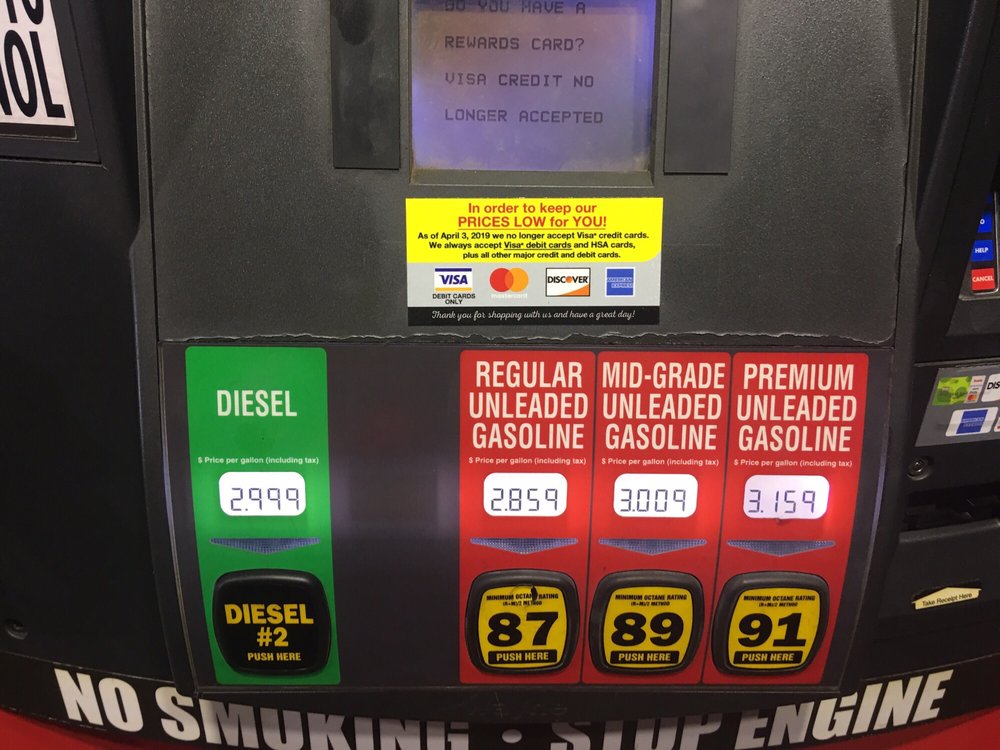 DO YOU HAVE A
REWARDS CARD?
VISA CREDIT NO
LONGER ACCEPTED
OL
HELP
CANCEL
In order to keep our
PRICES LOW for YOU!
As of April 3, 2019 we no longer accept Visa® credit cards.
We always accept Visa® debit cards and HSA cards,
plus all other major credit and debit cards.
VISA
DEBIT CARDS
ONLY
mastercard
DISCOVER
AMERICAN
EXPRESS
Thank you for shopping with us and have a great day!
DIESEL
$ Price per gallon (including tax)
2.999
DIESEL
#2
PUSH HERE
REGULAR
UNLEADED
GASOLINE
$ Price per gallon (including tax)
2.859
MINIMUM OCTANE RATING
(R+M)/2 METHOD
87
PUSH HERE
MID-GRADE
UNLEADED
GASOLINE
$ Price per gallon (including tax)
3.009
MINIMUM OCTANE RATING
(R+M)/2 METHOD
89
PUSH HERE
PREMIUM
UNLEADED
GASOLINE
$ Price per gallon (including tax)
3.159
MINIMUM OCTANE RATING
(R+M)/2 METHOD
91
PUSH HERE
DIS
Take Receipt Here
NO SMOKING • STOP ENGINE